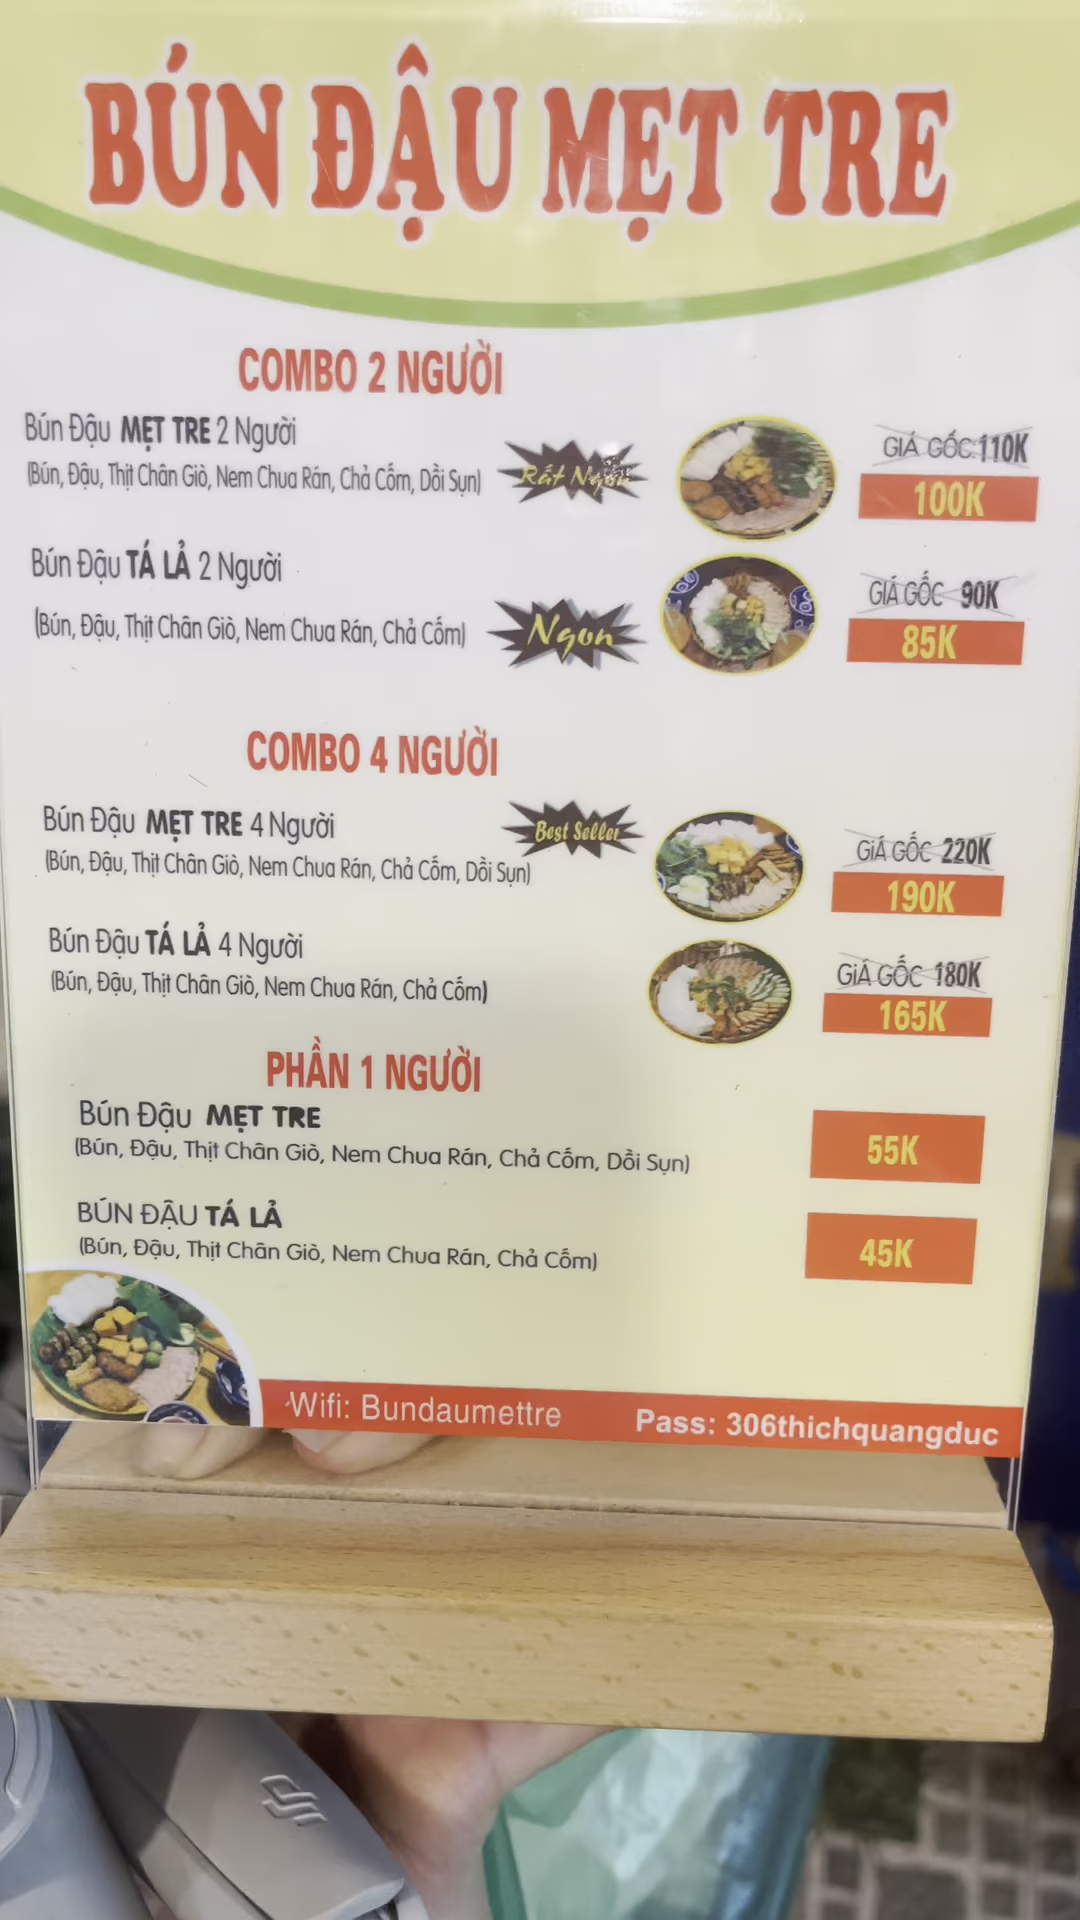 BÚN ĐẬU MẸT TRE
COMBO 2 NGƯỜI
Bún Đậu MẸT TRE 2 Người
(Bún, Đậu, Thịt Chân Giò, Nem Chua Rán, Chả Cốm, Dồi Sụn)
Rất Ngon
GIÁ GỐC: 110K
100K
Bún Đậu TÁ LẢ 2 Người
(Bún, Đậu, Thịt Chân Giò, Nem Chua Rán, Chả Cốm)
Ngon
GIÁ GỐC 90K
85K
COMBO 4 NGƯỜI
Bún Đậu MẸT TRE 4 Người
(Bún, Đậu, Thịt Chân Giò, Nem Chua Rán, Chả Cốm, Dồi Sụn)
Best Seller
GiÁ GỐC 220K
190K
Bún Đậu TÁ LẢ 4 Người
(Bún, Đậu, Thịt Chân Giò, Nem Chua Rán, Chả Cốm)
GiÁ GỐC 180K
165K
PHẦN 1 NGƯỜI
Bún Đậu MẸT TRE
(Bún, Đậu, Thịt Chân Giò, Nem Chua Rán, Chả Cốm, Dồi Sụn)
55K
BÚN ĐẬU TÁ LẢ
(Bún, Đậu, Thịt Chân Giò, Nem Chua Rán, Chả Cốm)
45K
Wifi: Bundaumettre Pass: 306thichquangduc